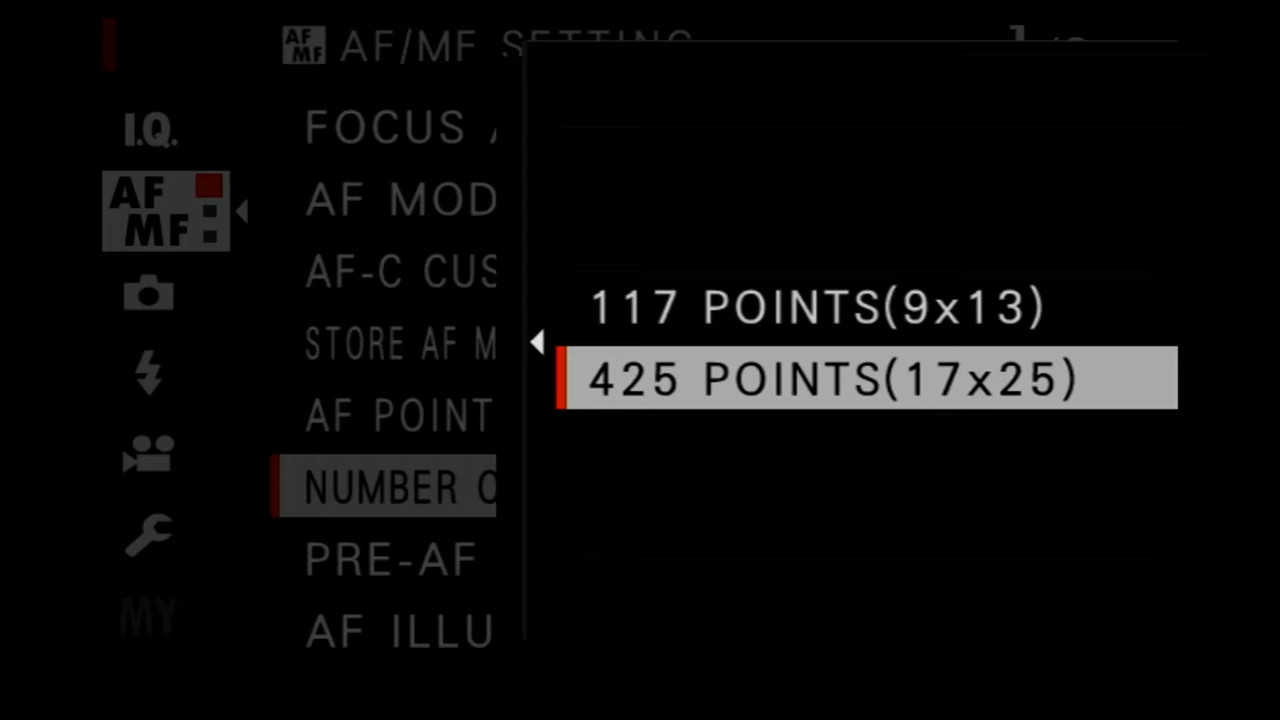 AF MF AF/MF SETTING
I.Q.
FOCUS
AF MF
AF MOD
AF-C CUS
117 POINTS(9x13)
STORE AF M
425 POINTS(17x25)
AF POINT
NUMBER O
PRE-AF
MY
AF ILLU